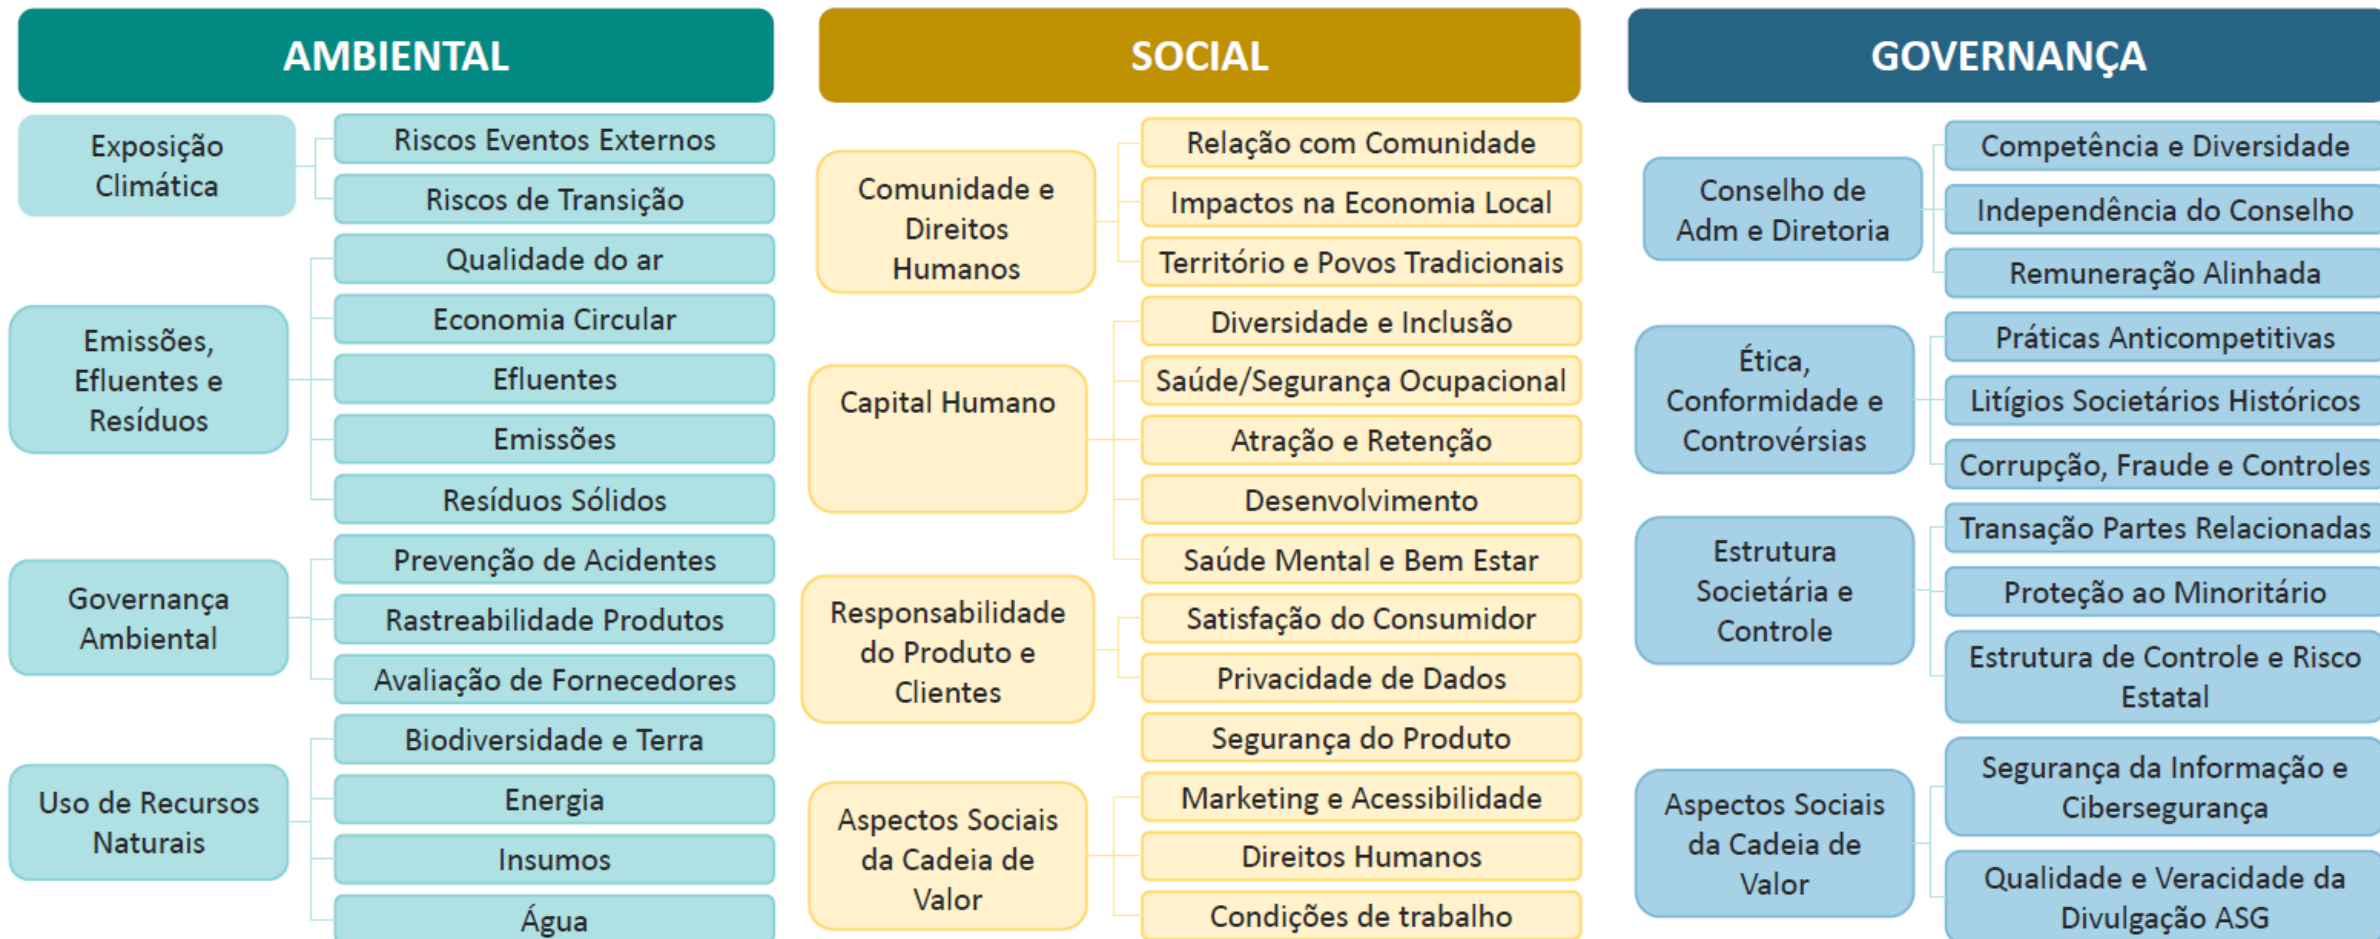 AMBIENTAL
Exposição
Climática
Riscos Eventos Externos
Riscos de Transição
Emissões,
Efluentes e
Resíduos
Qualidade do ar
Economia Circular
Efluentes
Emissões
Resíduos Sólidos
Governança
Ambiental
Prevenção de Acidentes
Rastreabilidade Produtos
Avaliação de Fornecedores
Uso de Recursos
Naturais
Biodiversidade e Terra
Energia
Insumos
Água
SOCIAL
Comunidade e
Direitos
Humanos
Relação com Comunidade
Impactos na Economia Local
Território e Povos Tradicionais
Capital Humano
Diversidade e Inclusão
Saúde/Segurança Ocupacional
Atração e Retenção
Desenvolvimento
Saúde Mental e Bem Estar
Responsabilidade
do Produto e
Clientes
Satisfação do Consumidor
Privacidade de Dados
Segurança do Produto
Aspectos Sociais
da Cadeia de
Valor
Marketing e Acessibilidade
Direitos Humanos
Condições de trabalho
GOVERNANÇA
Conselho de
Adm e Diretoria
Competência e Diversidade
Independência do Conselho
Remuneração Alinhada
Ética,
Conformidade e
Controvérsias
Práticas Anticompetitivas
Litígios Societários Históricos
Corrupção, Fraude e Controles
Estrutura
Societária e
Controle
Transação Partes Relacionadas
Proteção ao Minoritário
Estrutura de Controle e Risco
Estatal
Aspectos Sociais
da Cadeia de
Valor
Segurança da Informação e
Cibersegurança
Qualidade e Veracidade da
Divulgação ASG